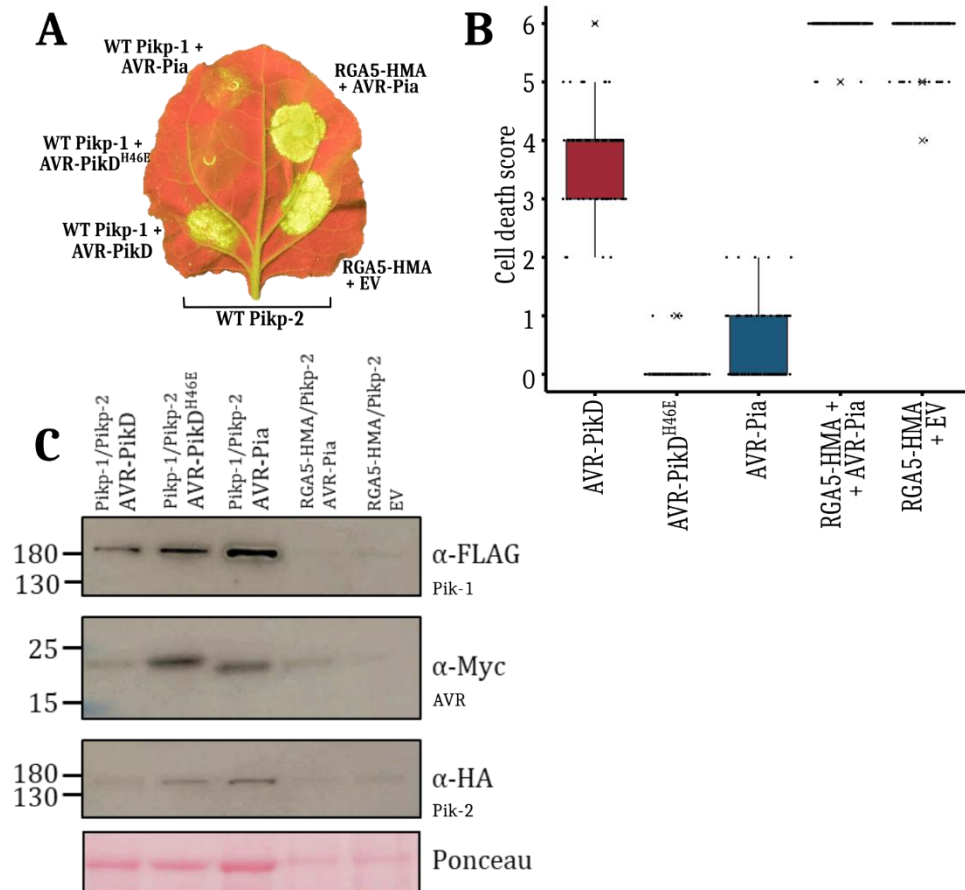 A
WT Pikp-1 +
AVR-Pia
RGA5-HMA
+ AVR-Pia
WT Pikp-1 +
AVR-PikD^H46E
WT Pikp-1 +
AVR-PikD
RGA5-HMA
+ EV
WT Pikp-2
B
Cell death score
6
5
4
3
2
1
0
AVR-PikD
AVR-PikD^H46E
AVR-Pia
RGA5-HMA +
+ AVR-Pia
RGA5-HMA
+ EV
C
Pikp-1/Pikp-2
AVR-PikD
Pikp-1/Pikp-2
AVR-PikD^H46E
Pikp-1/Pikp-2
AVR-Pia
RGA5-HMA/Pikp-2
AVR-Pia
RGA5-HMA/Pikp-2
EV
180
130
α-FLAG
Pik-1
25
15
α-Myc
AVR
180
130
α-HA
Pik-2
Ponceau